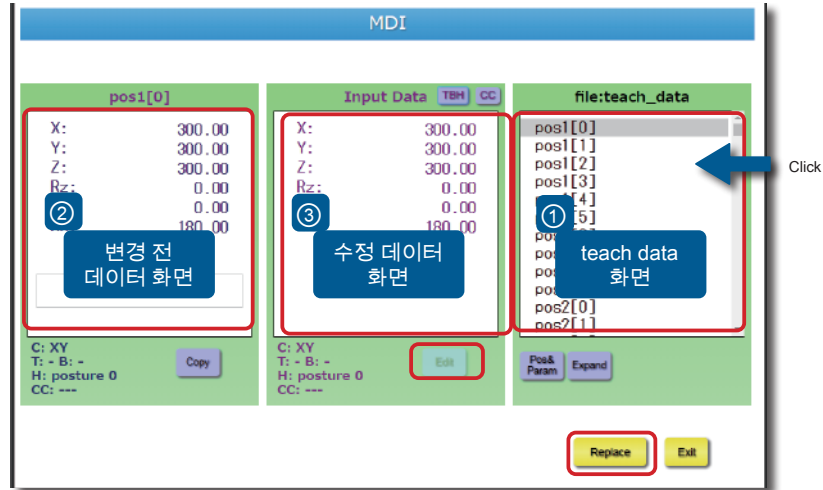 MDI
pos1[0]
X: 300.00
Y: 300.00
Z: 300.00
Rz: 0.00
0.00
180.00
②
변경 전
데이터 화면
C: XY
T: - B: -
H: posture 0
CC: ---
Copy
Input Data TBH CC
X: 300.00
Y: 300.00
Z: 300.00
Rz: 0.00
0.00
180.00
③
수정 데이터
화면
C: XY
T: - B: -
H: posture 0
CC: ---
Edit
file:teach_data
pos1[0]
pos1[1]
pos1[2]
pos1[3]
[4]
[5]
①
teach data
화면
pos2[0]
pos2[1]
Pos&
Param
Expand
Click
Replace
Exit